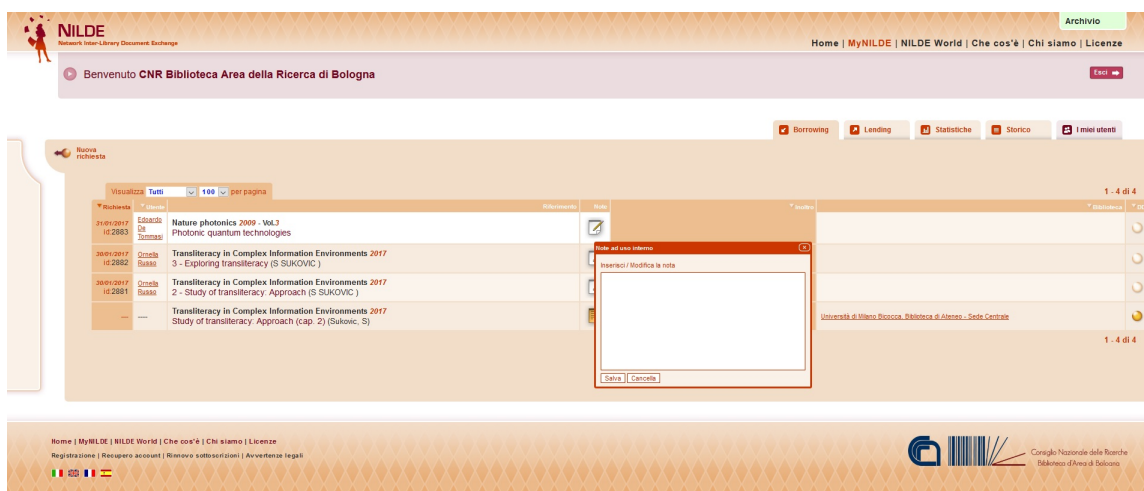 Archivio
NILDE
Network Inter-Library Document Exchange
Home | MyNILDE | NILDE World | Che cos'è | Chi siamo | Licenze
Benvenuto CNR Biblioteca Area della Ricerca di Bologna
Esci
Borrowing Lending Statistiche Storico I miei utenti
Nuova
richiesta
Visualizza Tutti 100 per pagina
1 - 4 di 4
Richiesta Utente Riferimento Note Inoltro Biblioteca
31/01/2017
id:2883
Edoardo
De
Tommasi
Nature photonics 2009 - Vol.3
Photonic quantum technologies
30/01/2017
id:2882
Ornella
Russo
Transliteracy in Complex Information Environments 2017
3 - Exploring transliteracy (S SUKOVIC )
30/01/2017
id:2881
Ornella
Russo
Transliteracy in Complex Information Environments 2017
2 - Study of transliteracy: Approach (S SUKOVIC )
--- ----
Transliteracy in Complex Information Environments 2017
Study of transliteracy: Approach (cap. 2) (Sukovic, S)
Università di Milano Bicocca. Biblioteca di Ateneo - Sede Centrale
Note ad uso interno
Inserisci / Modifica la nota
Salva Cancella
1 - 4 di 4
Home | MyNILDE | NILDE World | Che cos'è | Chi siamo | Licenze
Registrazione | Recupero account | Rinnovo sottoscrizioni | Avvertenze legali
Consiglio Nazionale delle Ricerche
Biblioteca d'Area di Bologna